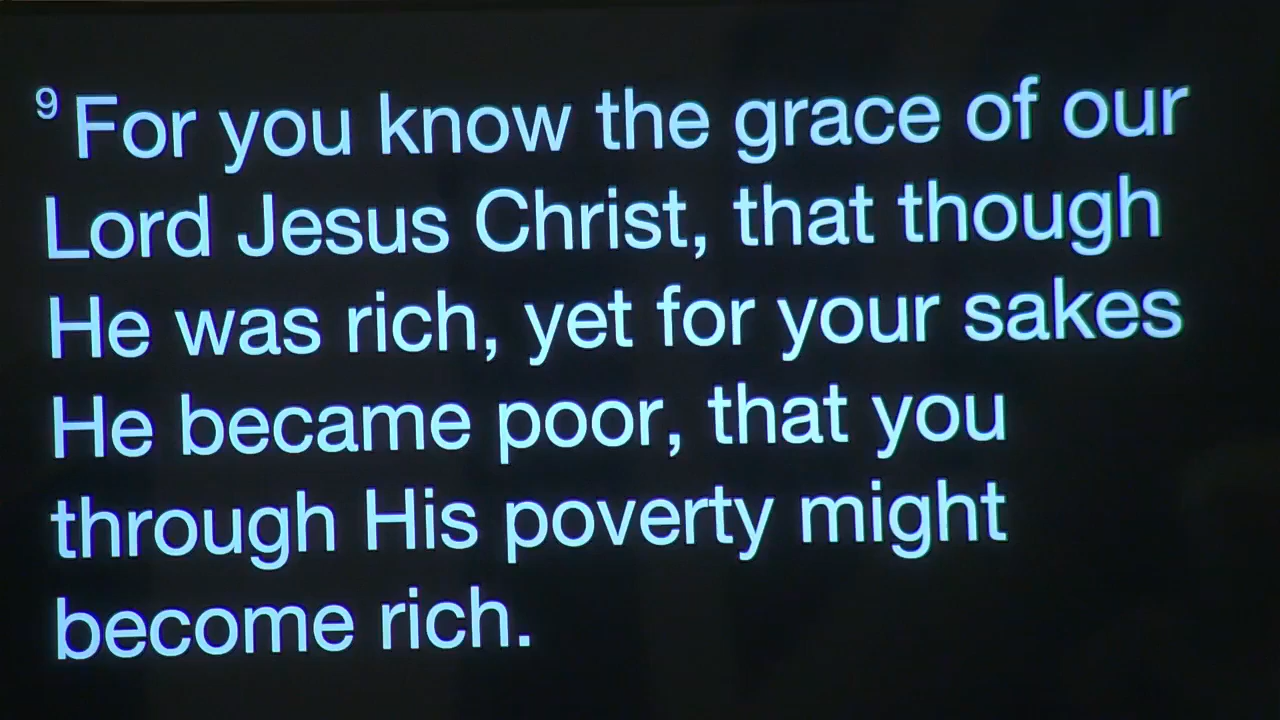 9 For you know the grace of our
Lord Jesus Christ, that though
He was rich, yet for your sakes
He became poor, that you
through His poverty might
become rich.